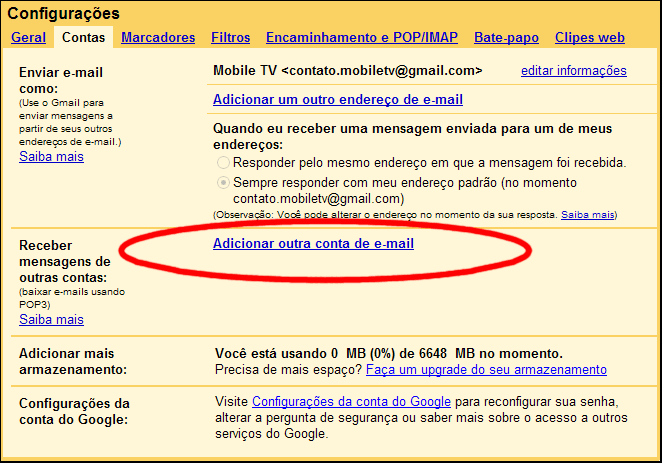 Configurações
Geral Contas Marcadores Filtros Encaminhamento e POP/IMAP Bate-papo Clipes web
Enviar e-mail
como:
(Use o Gmail para
enviar mensagens a
partir de seus outros
endereços de e-mail.)
Saiba mais
Mobile TV <contato.mobiletv@gmail.com> editar informações
Adicionar um outro endereço de e-mail
Quando eu receber uma mensagem enviada para um de meus
endereços:
Responder pelo mesmo endereço em que a mensagem foi recebida.
Sempre responder com meu endereço padrão (no momento
contato.mobiletv@gmail.com)
(Observação: Você pode alterar o endereço no momento da sua resposta. Saiba mais)
Receber
mensagens de
outras contas:
(baixar e-mails usando
POP3)
Saiba mais
Adicionar outra conta de e-mail
Adicionar mais
armazenamento:
Você está usando 0 MB (0%) de 6648 MB no momento.
Precisa de mais espaço? Faça um upgrade do seu armazenamento
Configurações da
conta do Google:
Visite Configurações da conta do Google para reconfigurar sua senha,
alterar a pergunta de segurança ou saber mais sobre o acesso a outros
serviços do Google.